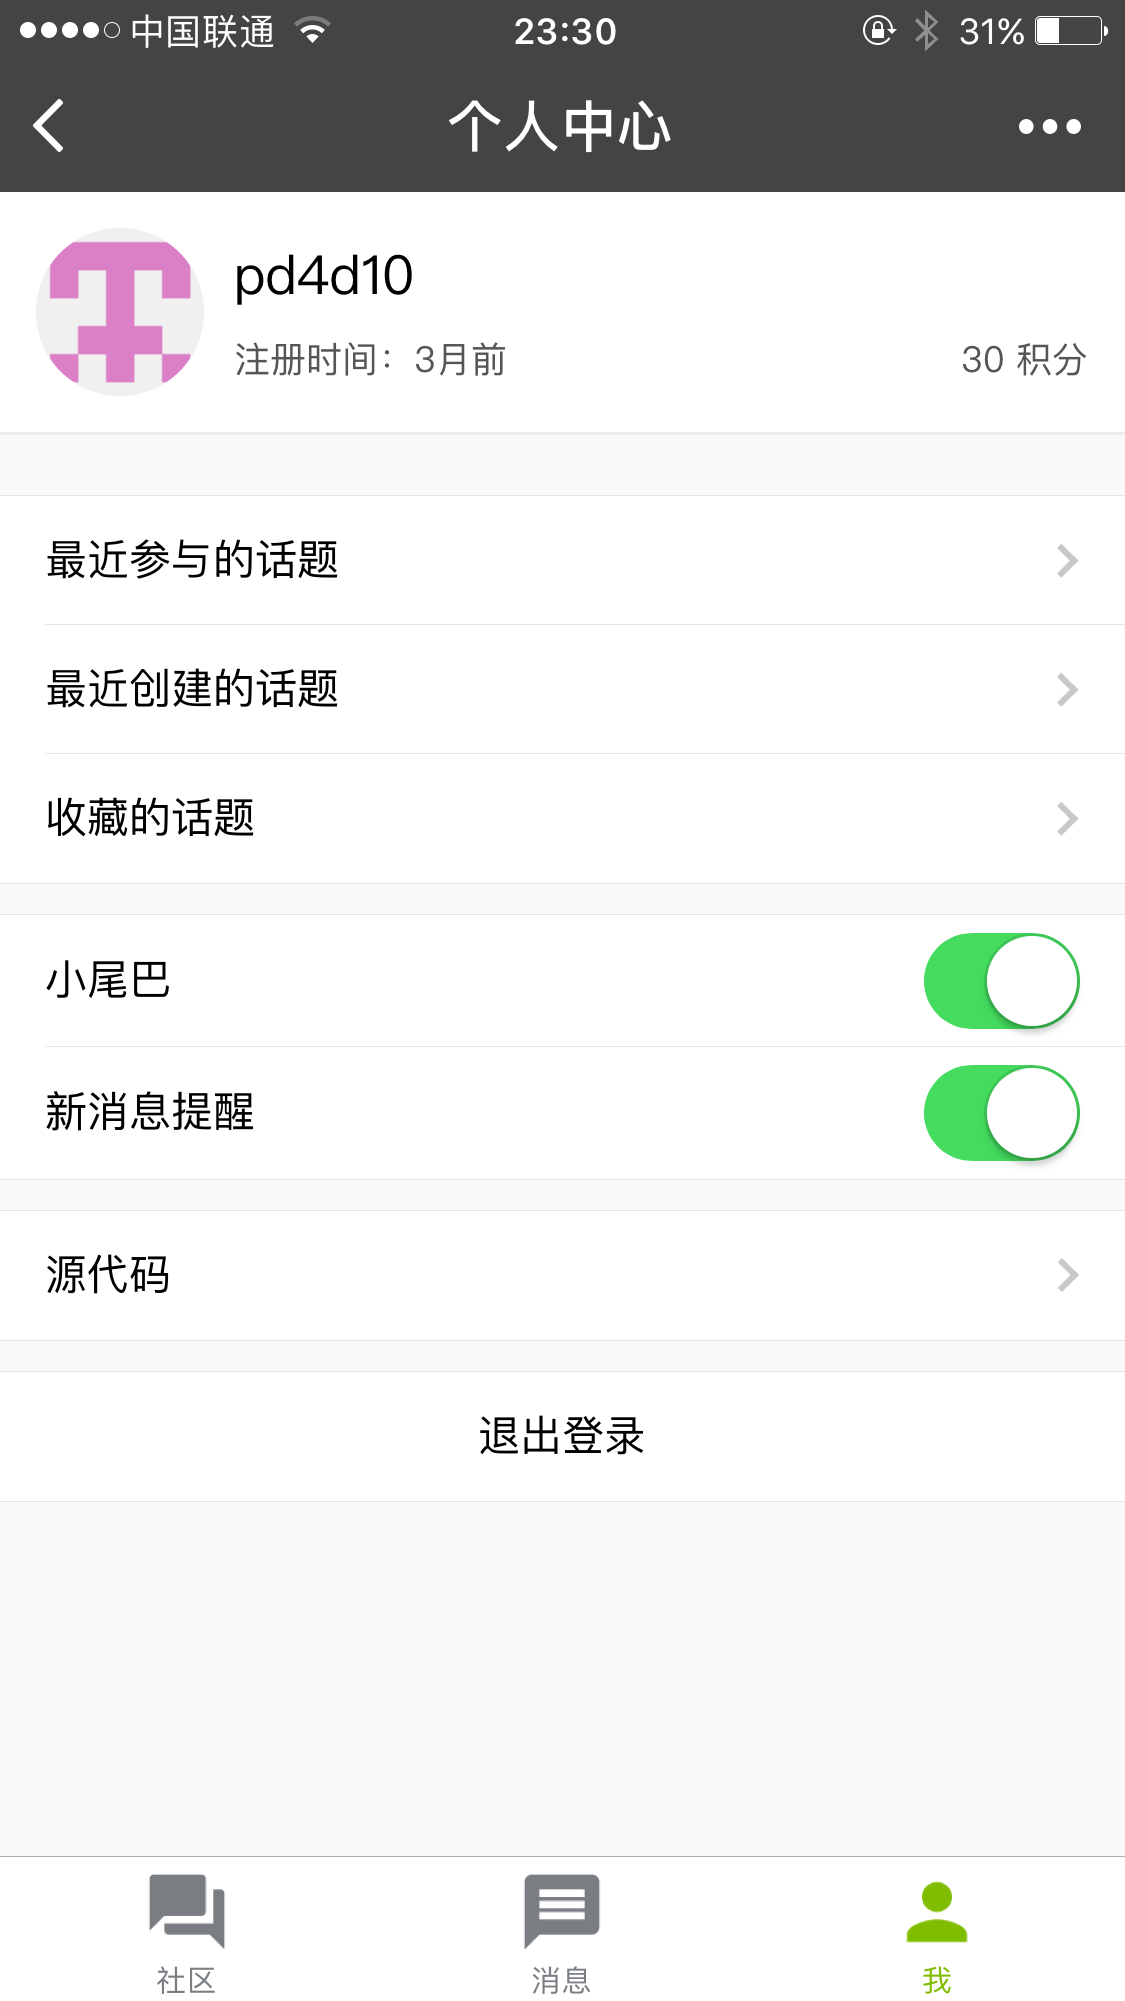 中国联通 23:30 31%
个人中心
pd4d10
注册时间：3月前 30 积分
最近参与的话题
最近创建的话题
收藏的话题
小尾巴
新消息提醒
源代码
退出登录
社区 消息 我